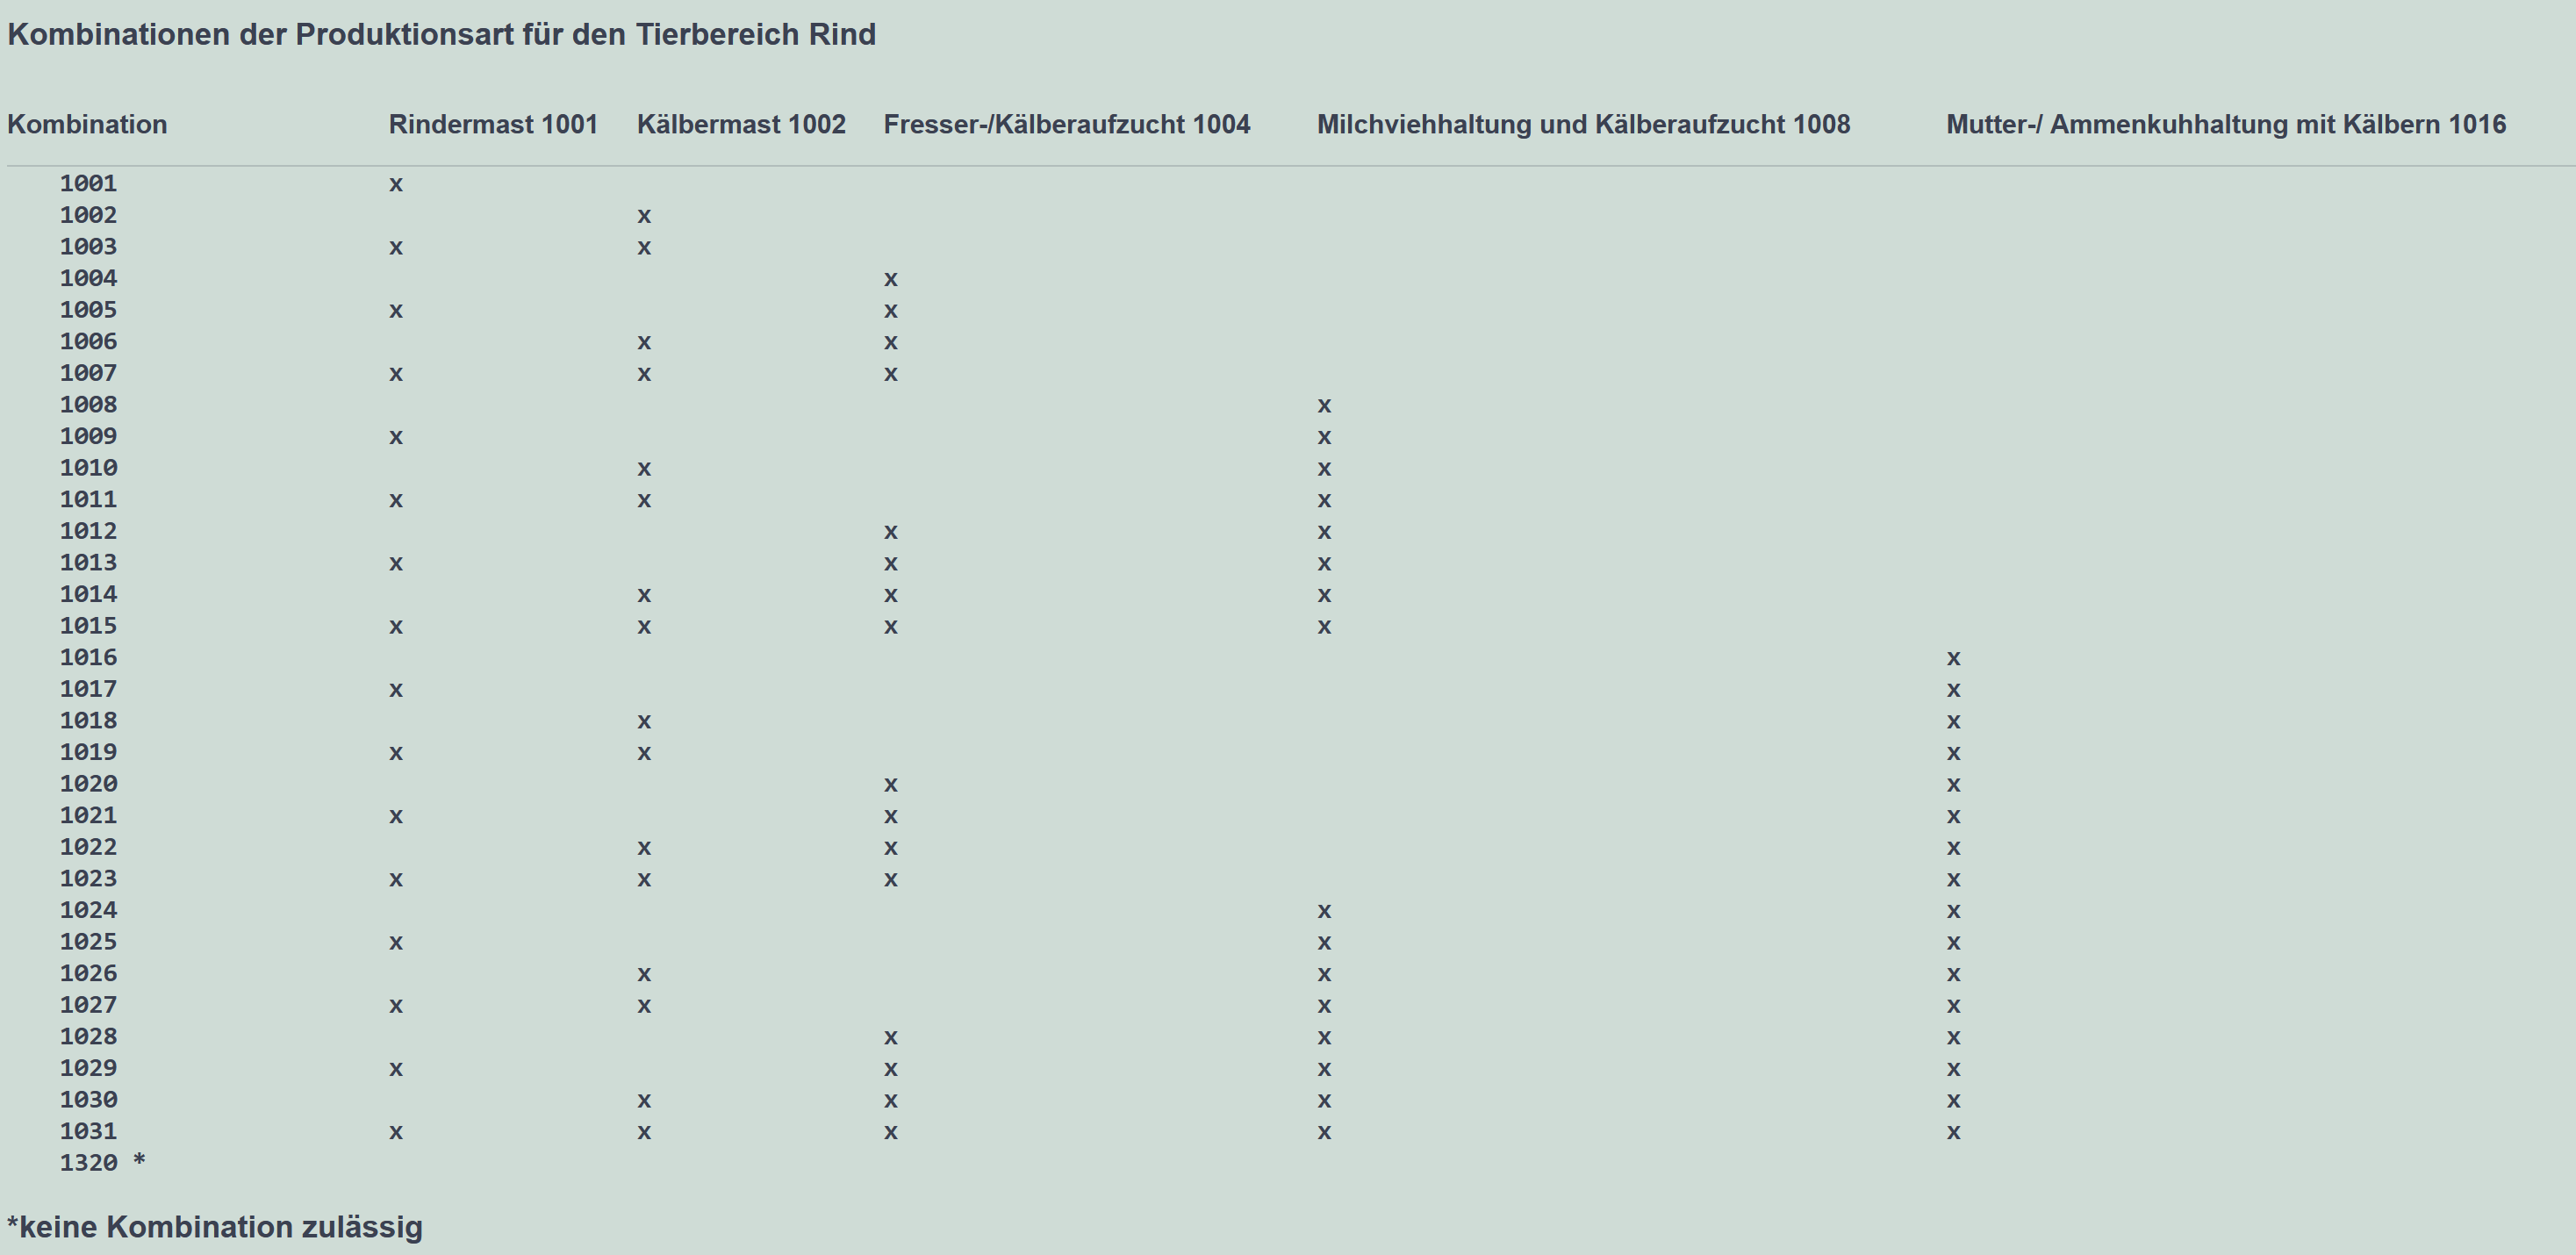 Kombinationen der Produktionsart für den Tierbereich Rind
Kombination Rindermast 1001 Kälbermast 1002 Fresser-/Kälberaufzucht 1004 Milchviehhaltung und Kälberaufzucht 1008 Mutter-/ Ammenkuhhaltung mit Kälbern 1016
1001 x
1002 x
1003 x x
1004 x
1005 x x
1006 x x
1007 x x x
1008 x
1009 x x
1010 x x
1011 x x x
1012 x x
1013 x x x
1014 x x x
1015 x x x x
1016 x
1017 x x
1018 x x
1019 x x x
1020 x x
1021 x x x
1022 x x x
1023 x x x x
1024 x x
1025 x x x
1026 x x x
1027 x x x x
1028 x x x
1029 x x x x
1030 x x x x
1031 x x x x x
1320 *
*keine Kombination zulässig